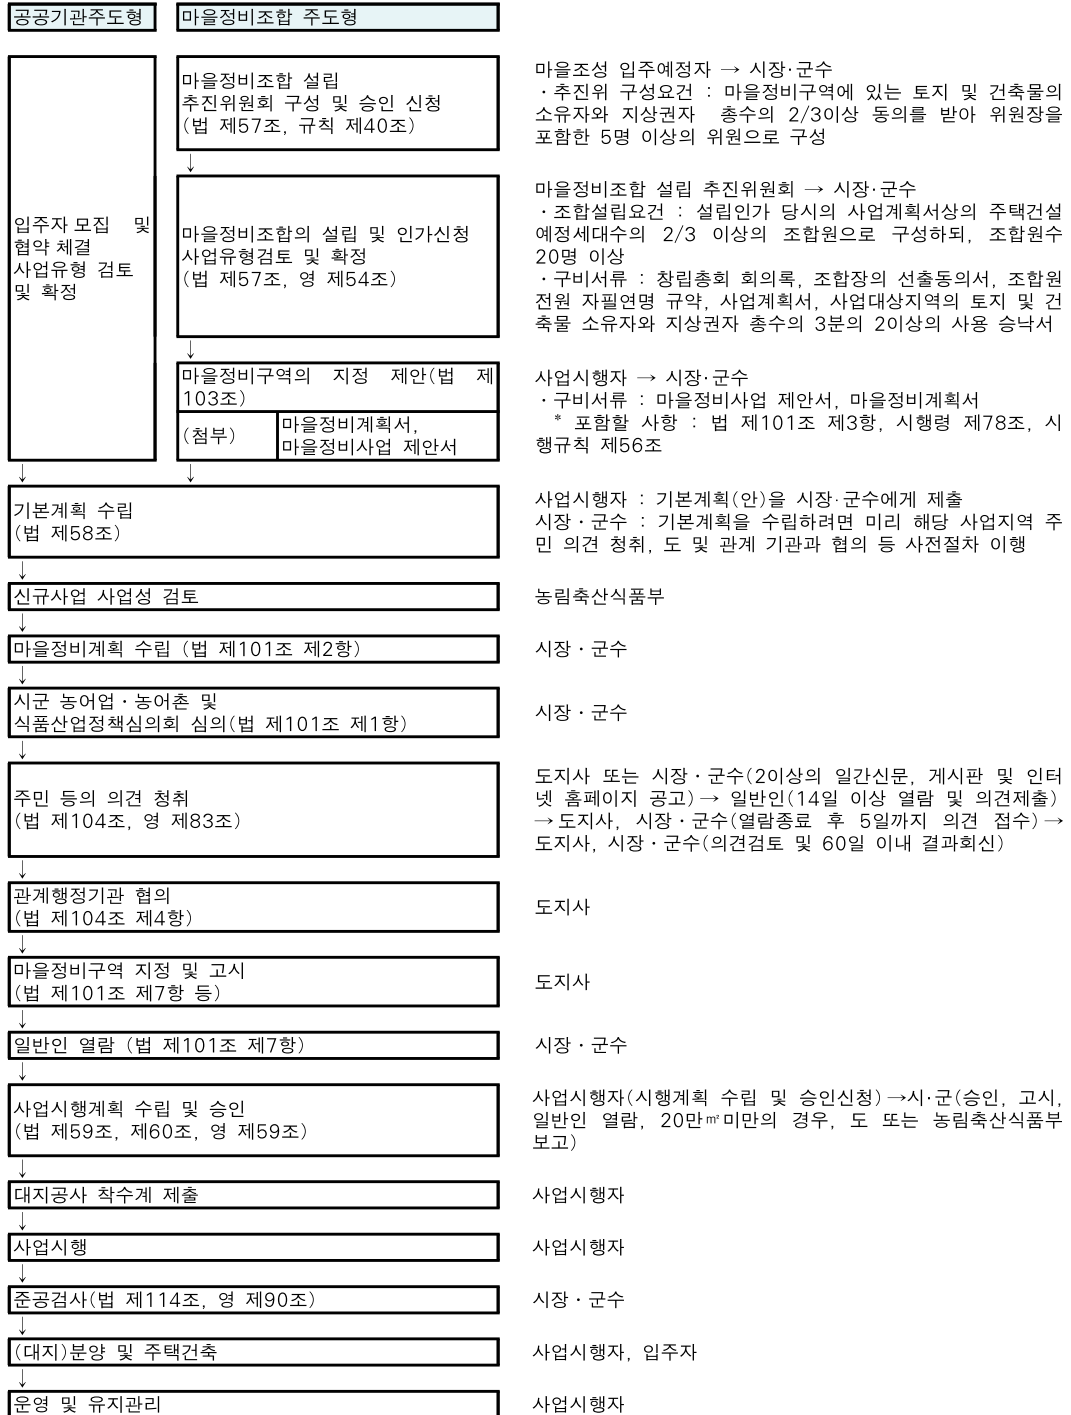 공공기관주도형
마을정비조합 주도형
입주자 모집 및
협약 체결
사업유형 검토
및 확정
마을정비조합 설립
추진위원회 구성 및 승인 신청
(법 제57조, 규칙 제40조)
마을조성 입주예정자 → 시장·군수
·추진위 구성요건 : 마을정비구역에 있는 토지 및 건축물의
소유자와 지상권자 총수의 2/3이상 동의를 받아 위원장을
포함한 5명 이상의 위원으로 구성
↓
마을정비조합의 설립 및 인가신청
사업유형검토 및 확정
(법 제57조, 영 제54조)
마을정비조합 설립 추진위원회 → 시장·군수
·조합설립요건 : 설립인가 당시의 사업계획서상의 주택건설
예정세대수의 2/3 이상의 조합원으로 구성하되, 조합원수
20명 이상
·구비서류 : 창립총회 회의록, 조합장의 선출동의서, 조합원
전원 자필연명 규약, 사업계획서, 사업대상지역의 토지 및 건
축물 소유자와 지상권자 총수의 3분의 2이상의 사용 승낙서
↓
마을정비구역의 지정 제안(법 제
103조)
(첨부)
마을정비계획서,
마을정비사업 제안서
사업시행자 → 시장·군수
·구비서류 : 마을정비사업 제안서, 마을정비계획서
* 포함할 사항 : 법 제101조 제3항, 시행령 제78조, 시
행규칙 제56조
↓ ↓
기본계획 수립
(법 제58조)
사업시행자 : 기본계획(안)을 시장·군수에게 제출
시장·군수 : 기본계획을 수립하려면 미리 해당 사업지역 주
민 의견 청취, 도 및 관계 기관과 협의 등 사전절차 이행
↓
신규사업 사업성 검토
농림축산식품부
↓
마을정비계획 수립 (법 제101조 제2항)
시장·군수
↓
시군 농어업·농어촌 및
식품산업정책심의회 심의(법 제101조 제1항)
시장·군수
↓
주민 등의 의견 청취
(법 제104조, 영 제83조)
도지사 또는 시장·군수(2이상의 일간신문, 게시판 및 인터
넷 홈페이지 공고)→ 일반인(14일 이상 열람 및 의견제출)
→도지사, 시장·군수(열람종료 후 5일까지 의견 접수)→
도지사, 시장·군수(의견검토 및 60일 이내 결과회신)
↓
관계행정기관 협의
(법 제104조 제4항)
도지사
↓
마을정비구역 지정 및 고시
(법 제101조 제7항 등)
도지사
↓
일반인 열람 (법 제101조 제7항)
시장·군수
↓
사업시행계획 수립 및 승인
(법 제59조, 제60조, 영 제59조)
사업시행자(시행계획 수립 및 승인신청)→시·군(승인, 고시,
일반인 열람, 20만㎡미만의 경우, 도 또는 농림축산식품부
보고)
↓
대지공사 착수계 제출
사업시행자
↓
사업시행
사업시행자
↓
준공검사(법 제114조, 영 제90조)
시장·군수
↓
(대지)분양 및 주택건축
사업시행자, 입주자
↓
운영 및 유지관리
사업시행자